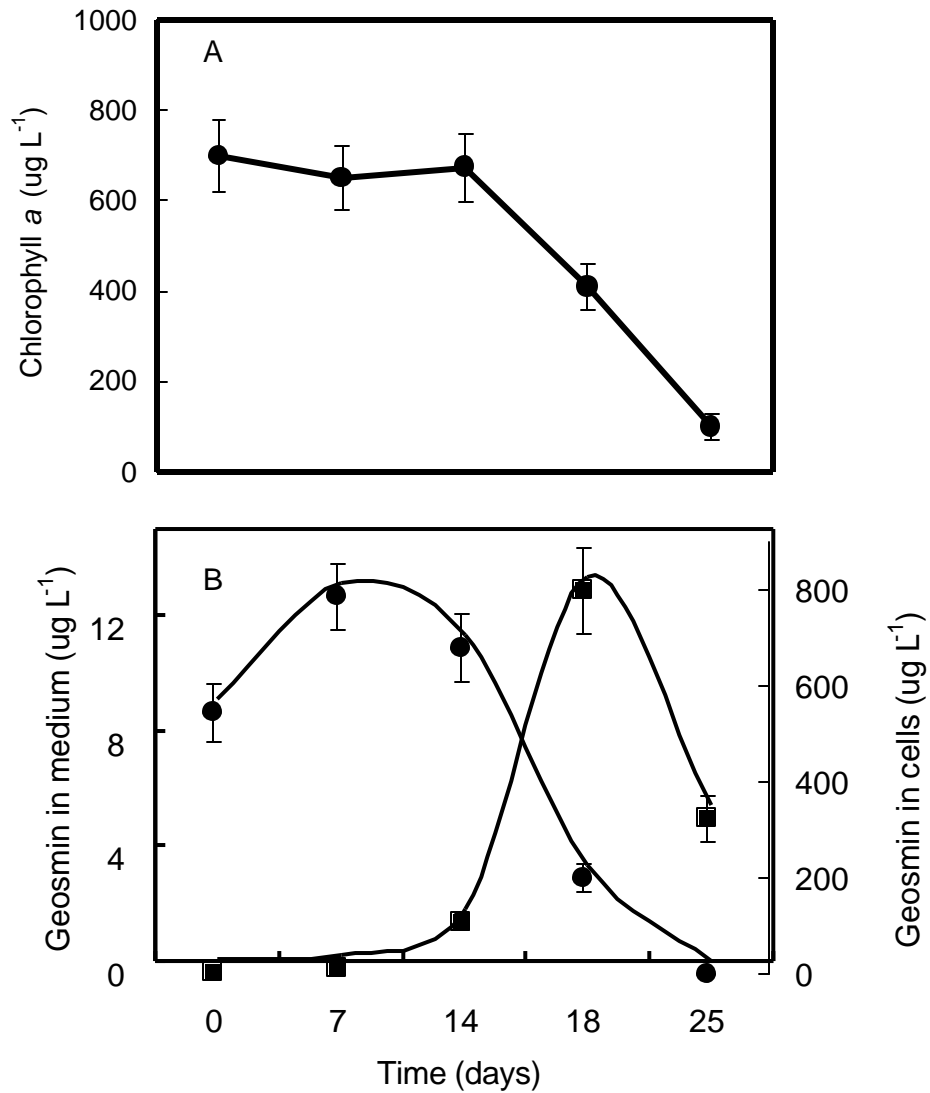 1000
A
800
600
400
200
0
Chlorophyll a (ug L-1)
B
12
8
4
0
Geosmin in medium (ug L-1)
800
600
400
200
0
Geosmin in cells (ug L-1)
0 7 14 18 25
Time (days)